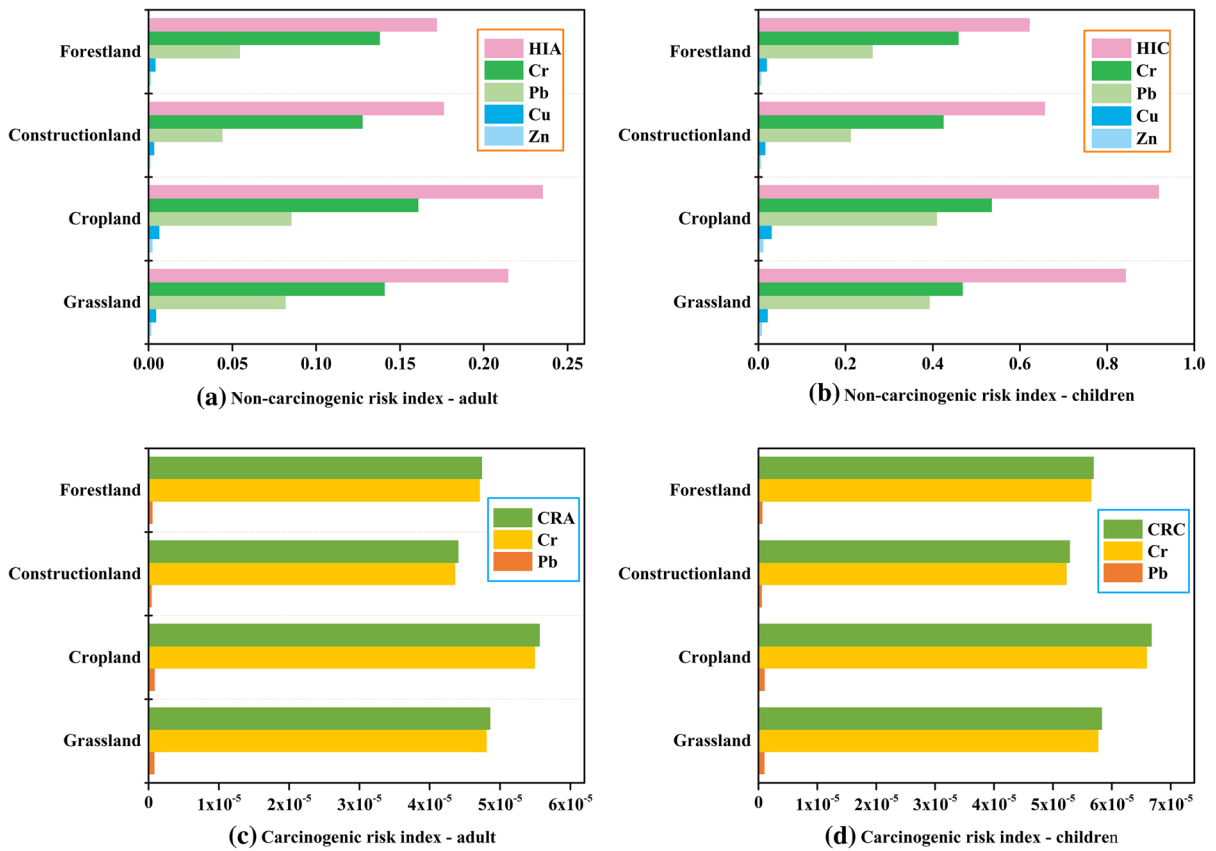 Forestland
Constructionland
Cropland
Grassland
HIA
Cr
Pb
Cu
Zn
0.00 0.05 0.10 0.15 0.20 0.25
(a) Non-carcinogenic risk index - adult
Forestland
Constructionland
Cropland
Grassland
HIC
Cr
Pb
Cu
Zn
0.0 0.2 0.4 0.6 0.8 1.0
(b) Non-carcinogenic risk index - children
Forestland
Constructionland
Cropland
Grassland
CRA
Cr
Pb
0 1x10⁻⁵ 2x10⁻⁵ 3x10⁻⁵ 4x10⁻⁵ 5x10⁻⁵ 6x10⁻⁵
(c) Carcinogenic risk index - adult
Forestland
Constructionland
Cropland
Grassland
CRC
Cr
Pb
0 1x10⁻⁵ 2x10⁻⁵ 3x10⁻⁵ 4x10⁻⁵ 5x10⁻⁵ 6x10⁻⁵ 7x10⁻⁵
(d) Carcinogenic risk index - children